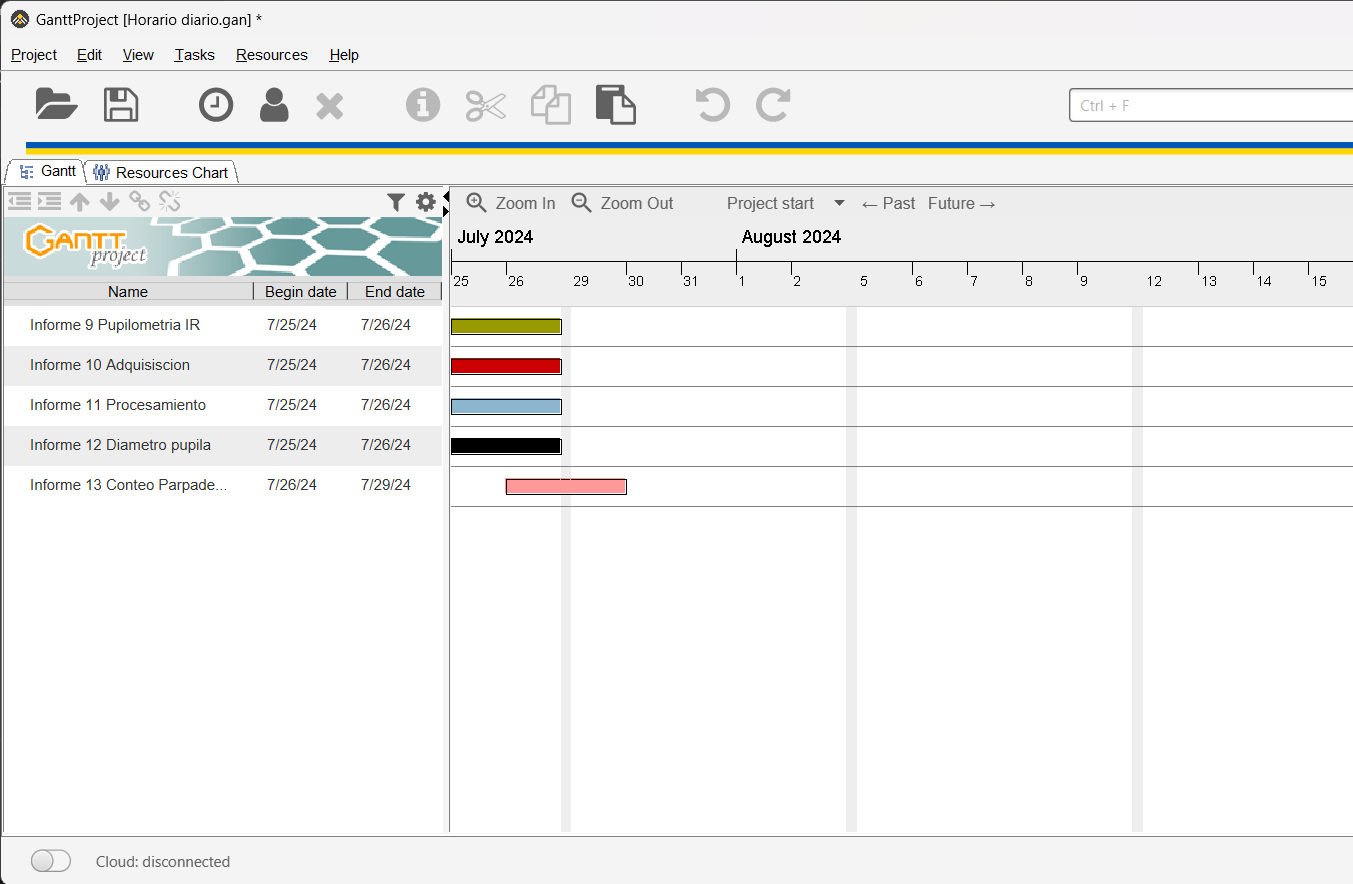 GanttProject [Horario diario.gan] *
Project Edit View Tasks Resources Help
Ctrl + F
Gantt Resources Chart
Zoom In Zoom Out Project start ← Past Future →
GANTT project
July 2024 August 2024
25 26 29 30 31 1 2 5 6 7 8 9 12 13 14 15
Name Begin date End date
Informe 9 Pupilometria IR 7/25/24 7/26/24
Informe 10 Adquisiscion 7/25/24 7/26/24
Informe 11 Procesamiento 7/25/24 7/26/24
Informe 12 Diametro pupila 7/25/24 7/26/24
Informe 13 Conteo Parpade... 7/26/24 7/29/24
Cloud: disconnected